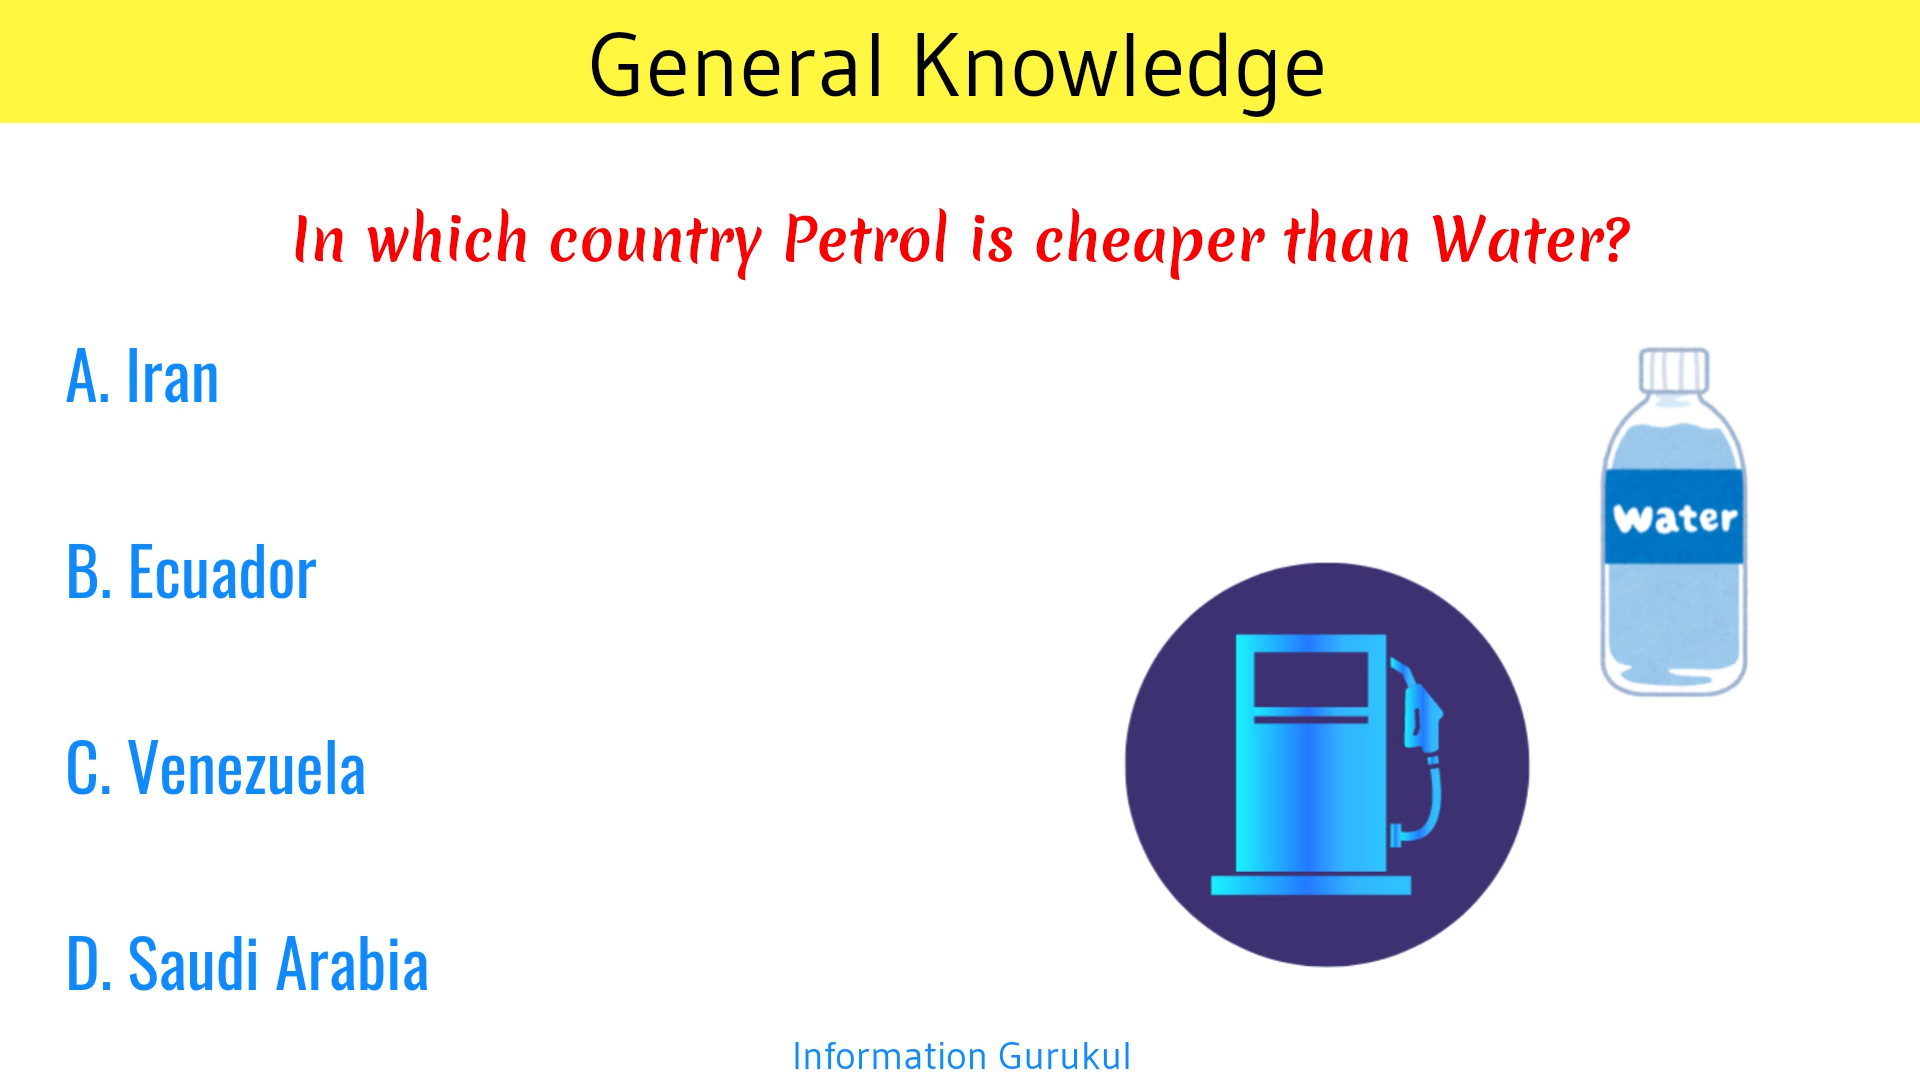 General Knowledge
In which country Petrol is cheaper than Water?
A. Iran
B. Ecuador
C. Venezuela
D. Saudi Arabia
Water
Information Gurukul